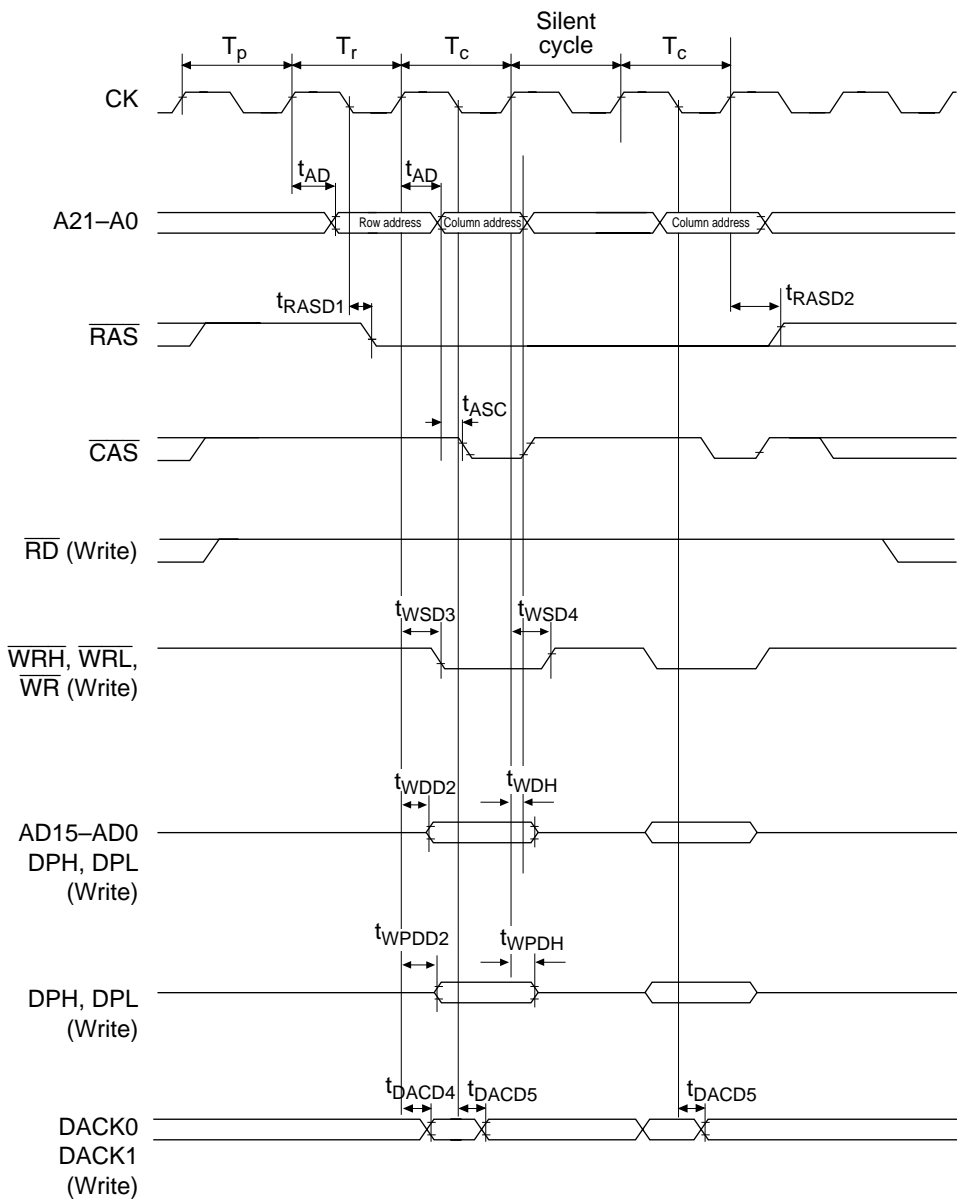 Silent
cycle
Tp Tr Tc Tc
CK
tAD tAD
A21–A0 Row address Column address Column address
tRASD1 tRASD2
RAS
tASC
CAS
RD (Write)
tWSD3 tWSD4
WRH, WRL,
WR (Write)
tWDD2 tWDH
AD15–AD0
DPH, DPL
(Write)
tWPDD2 tWPDH
DPH, DPL
(Write)
tDACD4 tDACD5 tDACD5
DACK0
DACK1
(Write)